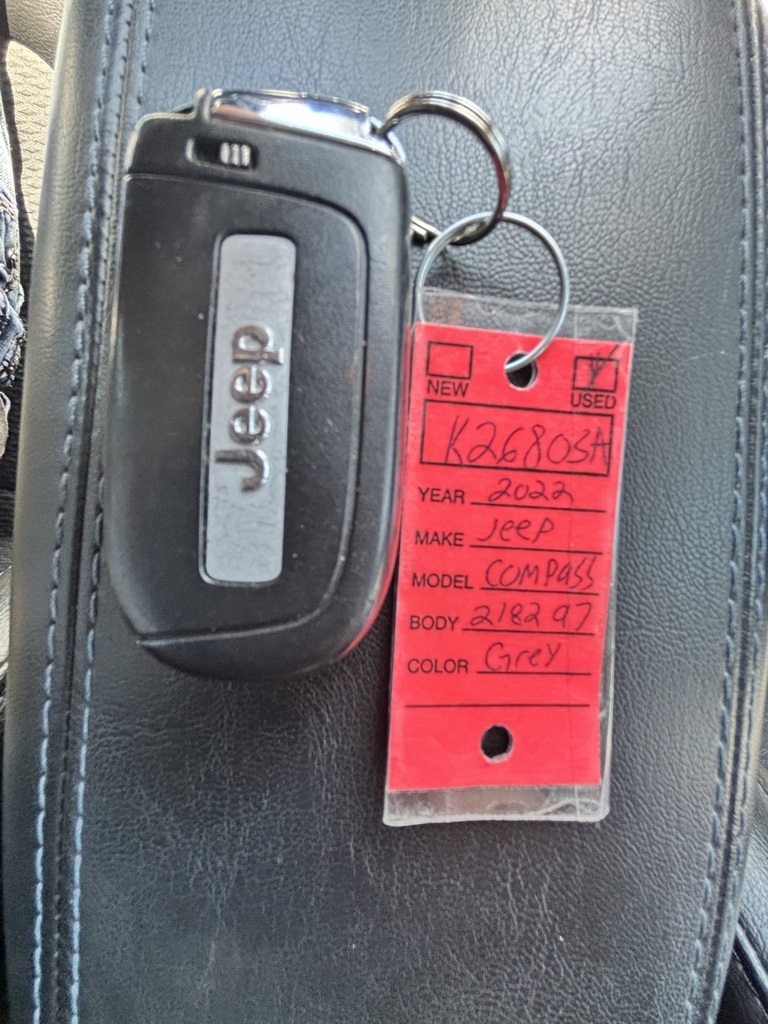 Jeep
NEW USED
K26803A
YEAR 2022
MAKE Jeep
MODEL COMPASS
BODY 218297
COLOR Grey